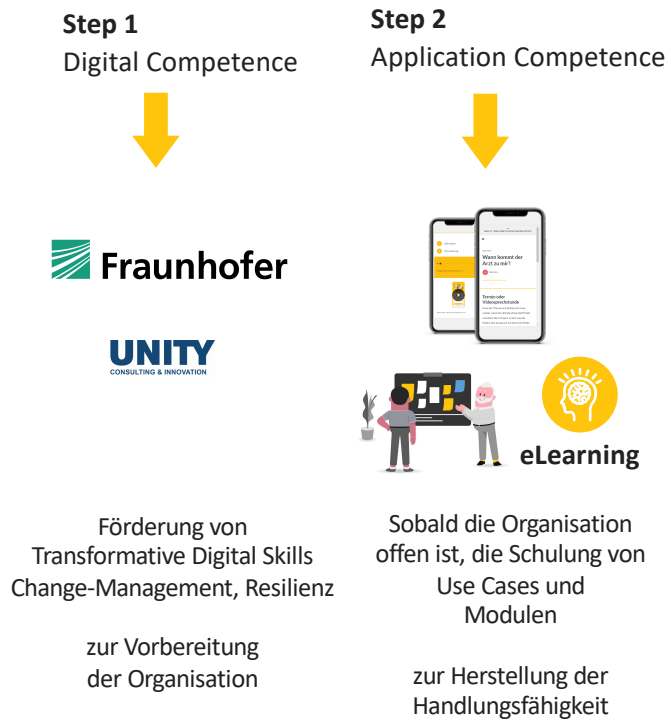 Step 1
Digital Competence
Fraunhofer
UNITY
CONSULTING & INNOVATION
Förderung von
Transformative Digital Skills
Change-Management, Resilienz
zur Vorbereitung
der Organisation
Step 2
Application Competence
Wann kommt der
Arzt zu mir?
Termin oder
Videosprechstunde
eLearning
Sobald die Organisation
offen ist, die Schulung von
Use Cases und
Modulen
zur Herstellung der
Handlungsfähigkeit